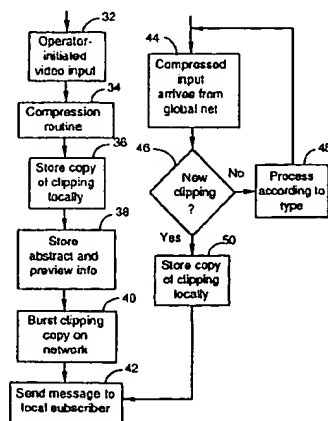 32
Operator-
initiated
video input
34
Compression
routine
36
Store copy
of clipping
locally
38
Store
abstract and
preview info
40
Burst clipping
copy on
network
42
Send message to
local subscriber
44
Compressed
input
arrives from
global net
46
New
clipping
?
No
Yes
48
Process
according to
type
50
Store copy
of clipping
locally